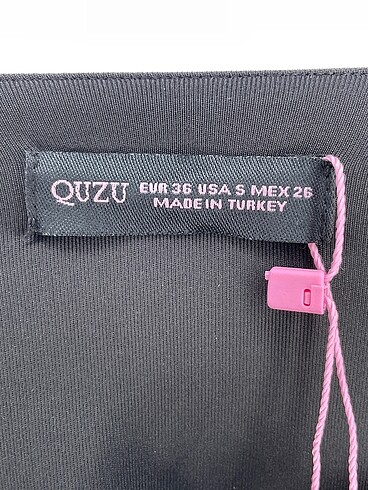 QUZU EUR 36 USA S MEX 26
MADE IN TURKEY